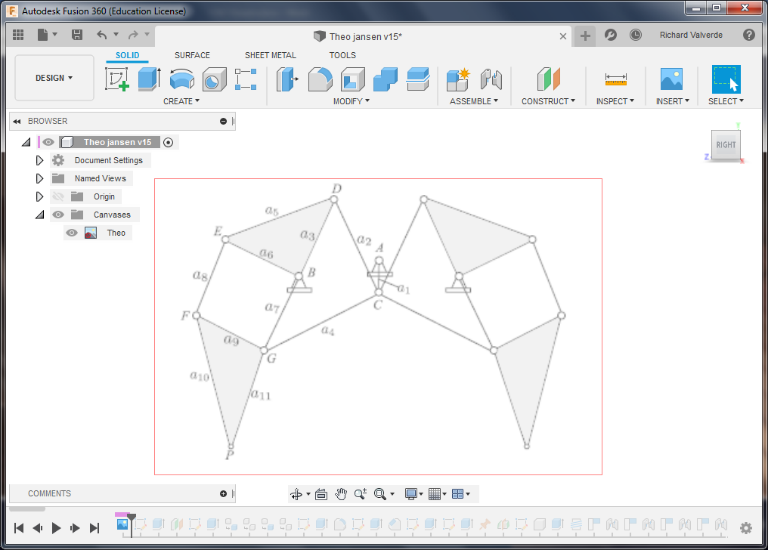 Autodesk Fusion 360 (Education License)
Theo jansen v15*
Richard Valverde
SOLID SURFACE SHEET METAL TOOLS
DESIGN
CREATE MODIFY ASSEMBLE CONSTRUCT INSPECT INSERT SELECT
BROWSER
Theo jansen v15
Document Settings
Named Views
Origin
Canvases
Theo
RIGHT
Y
Z
D
a5
a3
a2
E
A
a6
B
a8
a1
a7
C
F
a9
a4
G
a10
a11
P
COMMENTS